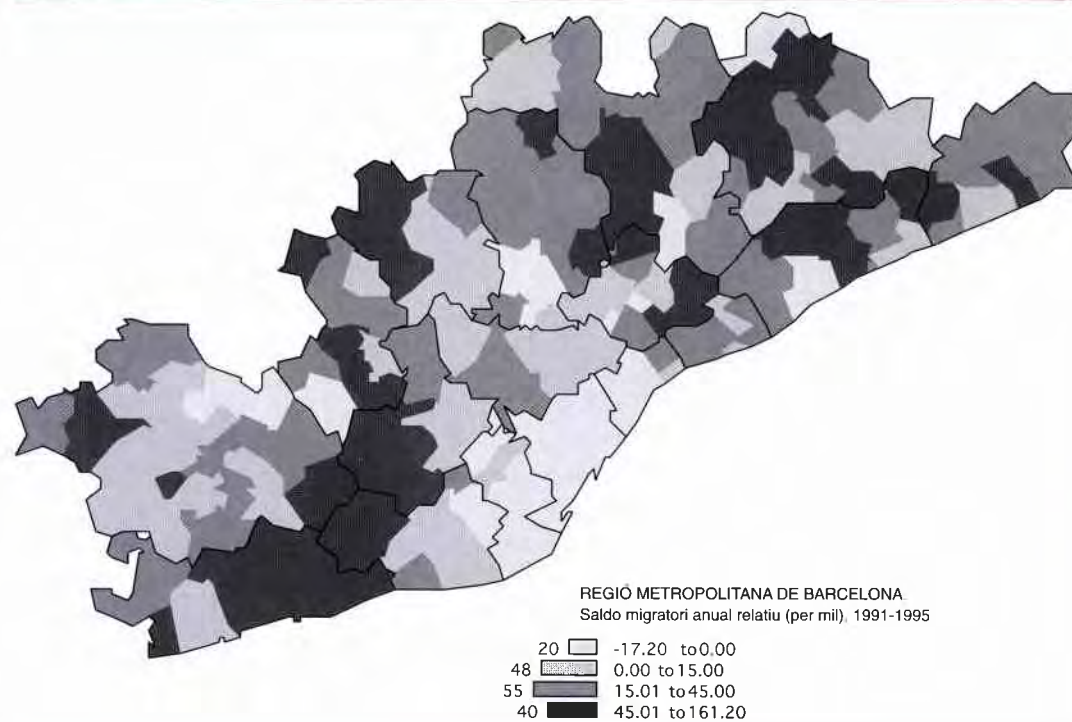 REGIÓ METROPOLITANA DE BARCELONA.
Saldo migratori anual relatiu (per mil), 1991-1995
20 -17.20 to 0.00
48 0.00 to 15.00
55 15.01 to 45.00
40 45.01 to 161.20